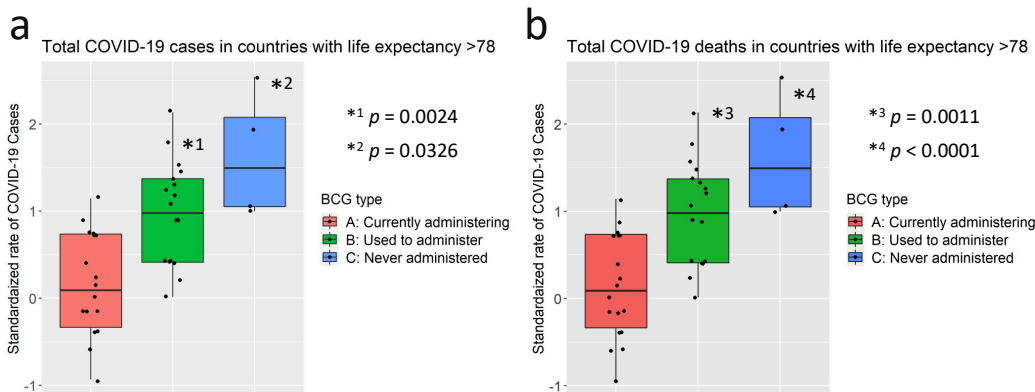 a
Total COVID-19 cases in countries with life expectancy >78
Standardized rate of COVID-19 Cases
2
1
0
-1
*1
*2
*1 p = 0.0024
*2 p = 0.0326
BCG type
A: Currently administering
B: Used to administer
C: Never administered
b
Total COVID-19 deaths in countries with life expectancy >78
Standardaized rate of COVID-19 Cases
2
1
0
-1
*3
*4
*3 p = 0.0011
*4 p < 0.0001
BCG type
A: Currently administering
B: Used to administer
C: Never administered